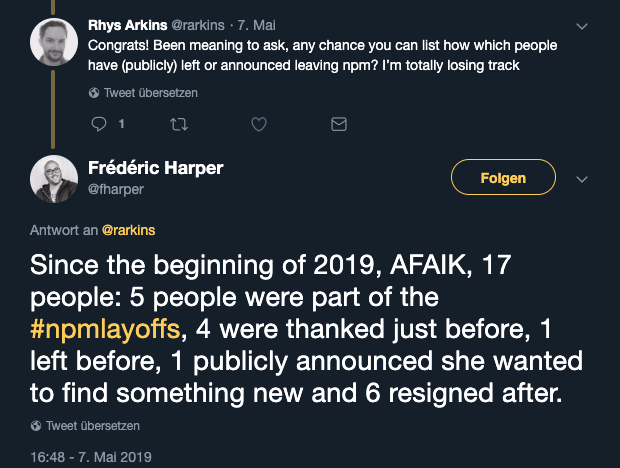 Rhys Arkins @rarkins · 7. Mai
Congrats! Been meaning to ask, any chance you can list how which people
have (publicly) left or announced leaving npm? I'm totally losing track
Tweet übersetzen
1
Frédéric Harper
@fharper
Folgen
Antwort an @rarkins
Since the beginning of 2019, AFAIK, 17
people: 5 people were part of the
#npmlayoffs, 4 were thanked just before, 1
left before, 1 publicly announced she wanted
to find something new and 6 resigned after.
Tweet übersetzen
16:48 - 7. Mai 2019